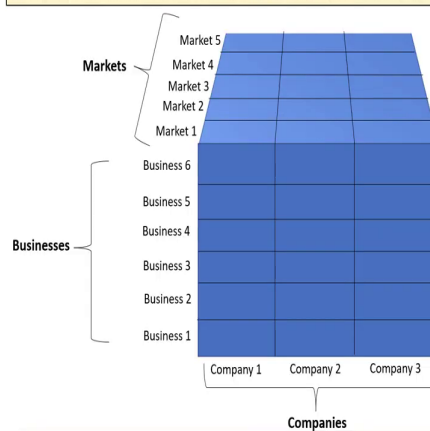 Market 5
Market 4
Markets
Market 3
Market 2
Market 1
Business 6
Business 5
Business 4
Businesses
Business 3
Business 2
Business 1
Company 1 Company 2 Company 3
Companies